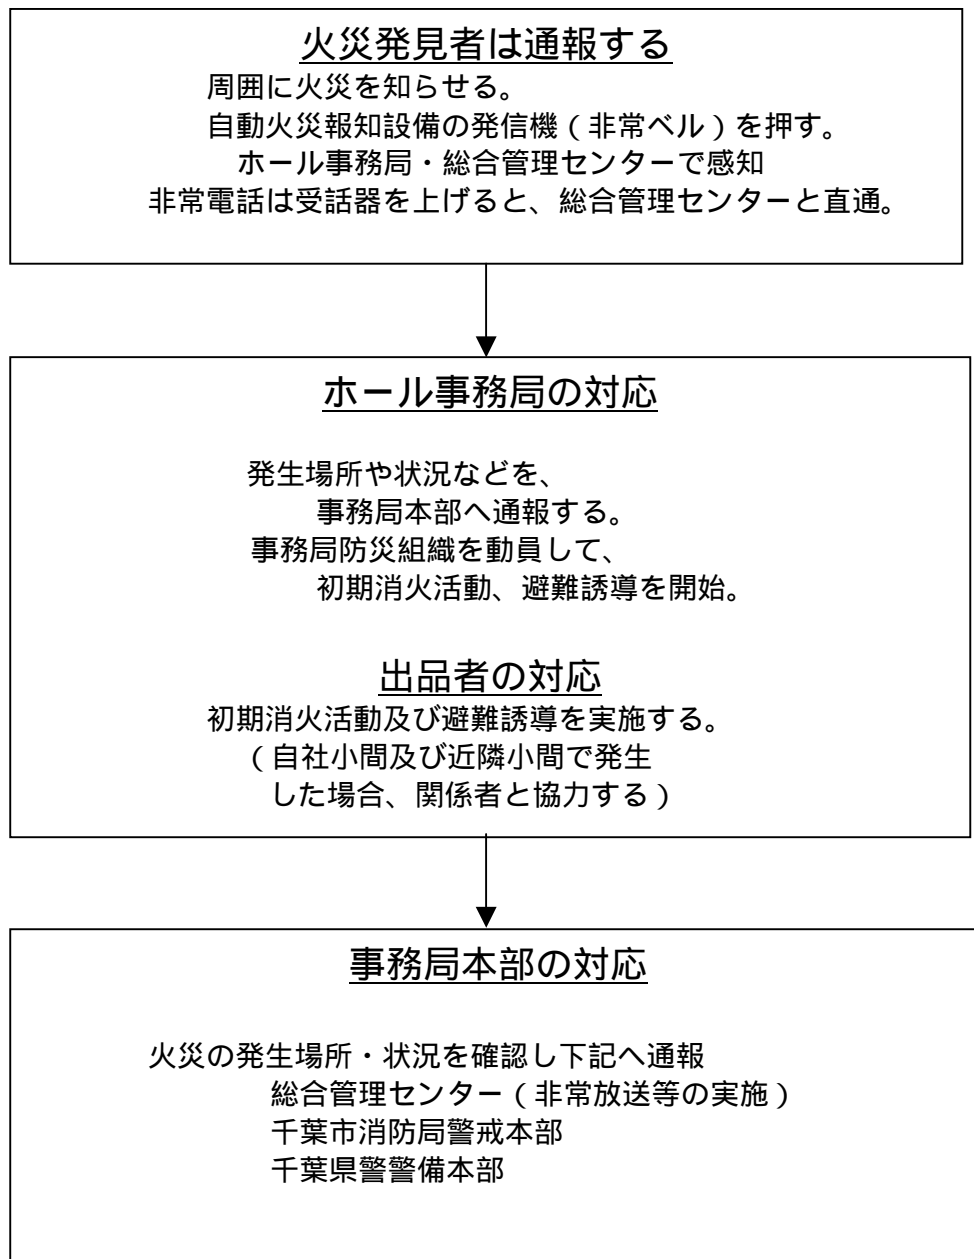 火災発見者は通報する
周囲に火災を知らせる。
自動火災報知設備の発信機(非常ベル)を押す。
ホール事務局・総合管理センターで感知
非常電話は受話器を上げると、総合管理センターと直通。
ホール事務局の対応
発生場所や状況などを、
事務局本部へ通報する。
事務局防災組織を動員して、
初期消火活動、避難誘導を開始。
出品者の対応
初期消火活動及び避難誘導を実施する。
(自社小間及び近隣小間で発生
した場合、関係者と協力する)
事務局本部の対応
火災の発生場所・状況を確認し下記へ通報
総合管理センター(非常放送等の実施)
千葉市消防局警戒本部
千葉県警警備本部